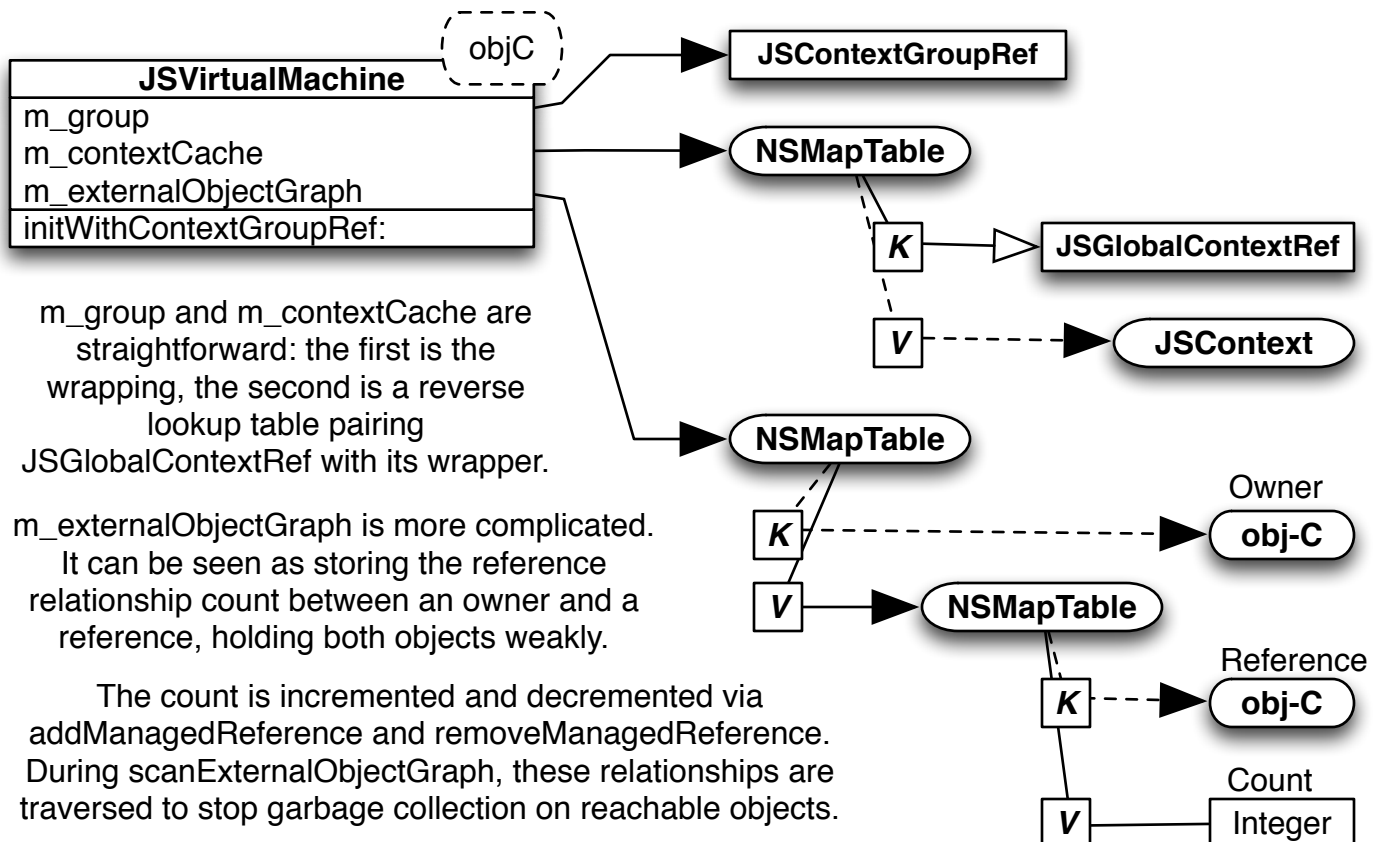 objC
JSVirtualMachine
m_group
m_contextCache
m_externalObjectGraph
initWithContextGroupRef:
JSContextGroupRef
NSMapTable
K
JSGlobalContextRef
V
JSContext
m_group and m_contextCache are
straightforward: the first is the
wrapping, the second is a reverse
lookup table pairing
JSGlobalContextRef with its wrapper.
NSMapTable
Owner
K
obj-C
V
NSMapTable
Reference
K
obj-C
Count
V
Integer
m_externalObjectGraph is more complicated.
It can be seen as storing the reference
relationship count between an owner and a
reference, holding both objects weakly.
The count is incremented and decremented via
addManagedReference and removeManagedReference.
During scanExternalObjectGraph, these relationships are
traversed to stop garbage collection on reachable objects.